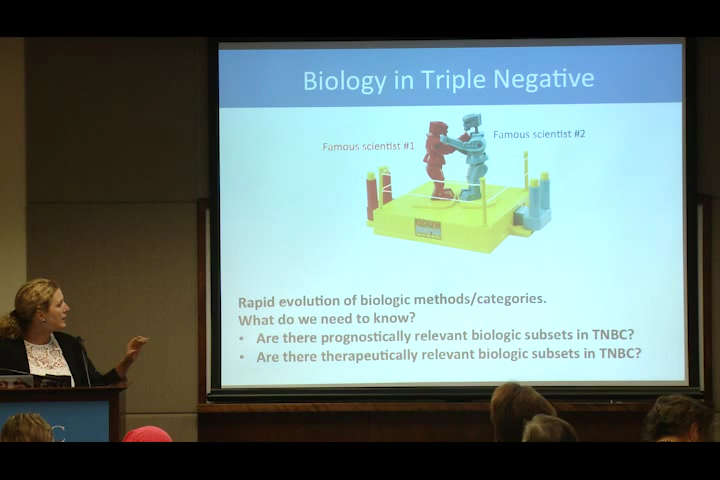 Biology in Triple Negative
Famous scientist #1
Famous scientist #2
Rapid evolution of biologic methods/categories.
What do we need to know?
• Are there prognostically relevant biologic subsets in TNBC?
• Are there therapeutically relevant biologic subsets in TNBC?
C